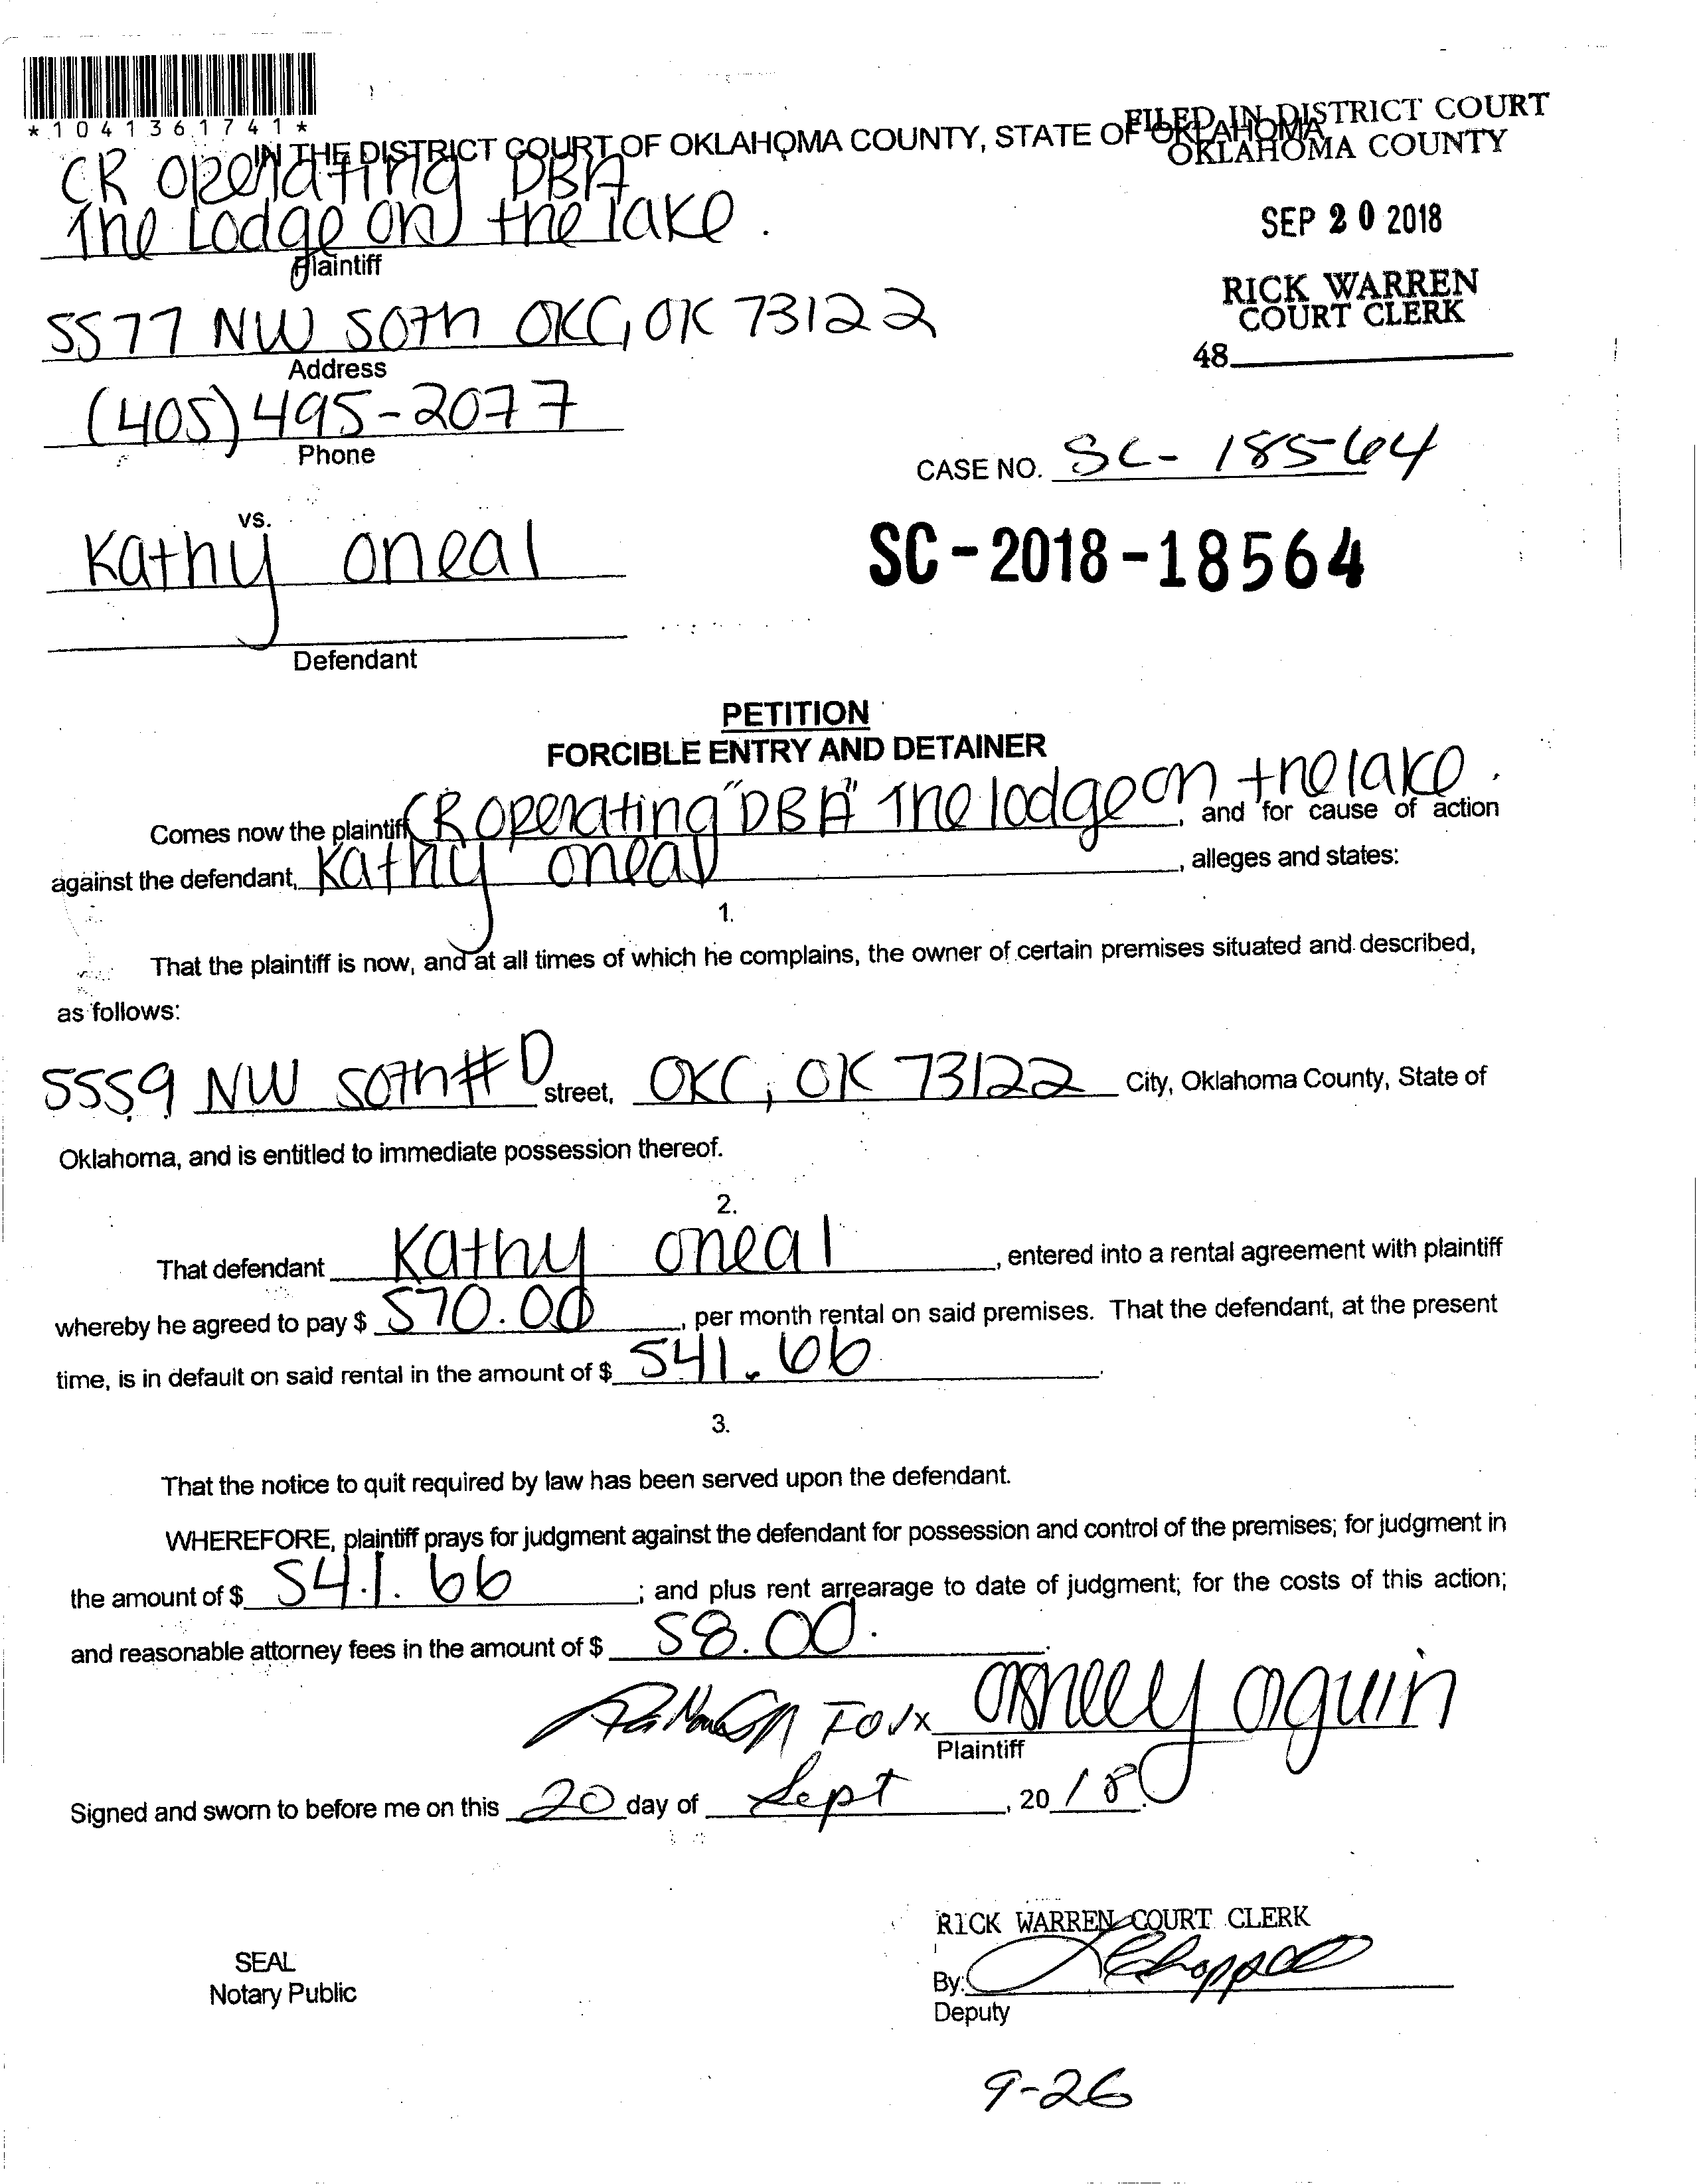 *1041361741*
IN THE DISTRICT COURT OF OKLAHOMA COUNTY, STATE OF OKLAHOMA
FILED IN DISTRICT COURT
OKLAHOMA COUNTY
CR operating DBA
The Lodge on the lake.
Plaintiff
SEP 20 2018
RICK WARREN
COURT CLERK
48
5577 NW 50th OKC, OK 73122
Address
(405) 495-2077
Phone
CASE NO. SC- 18564
vs.
Kathy oneal
SC-2018-18564
Defendant
PETITION
FORCIBLE ENTRY AND DETAINER
Comes now the plaintiff CR operating "DBA" The lodge on the lake. , and for cause of action
against the defendant, Kathy oneal , alleges and states:
1.
That the plaintiff is now, and at all times of which he complains, the owner of certain premises situated and described,
as follows:
5559 NW 50th # D street, OKC, OK 73122 City, Oklahoma County, State of
Oklahoma, and is entitled to immediate possession thereof.
2.
That defendant Kathy oneal , entered into a rental agreement with plaintiff
whereby he agreed to pay $ 570.00 , per month rental on said premises. That the defendant, at the present
time, is in default on said rental in the amount of $ 541.66 .
3.
That the notice to quit required by law has been served upon the defendant.
WHEREFORE, plaintiff prays for judgment against the defendant for possession and control of the premises; for judgment in
the amount of $ 541.66 ; and plus rent arrearage to date of judgment; for the costs of this action;
and reasonable attorney fees in the amount of $ 58.00.
Ashley oguin
Plaintiff
Signed and sworn to before me on this 20 day of Sept , 20 18.
RICK WARREN COURT CLERK
SEAL
Notary Public
By:
Deputy
9-26